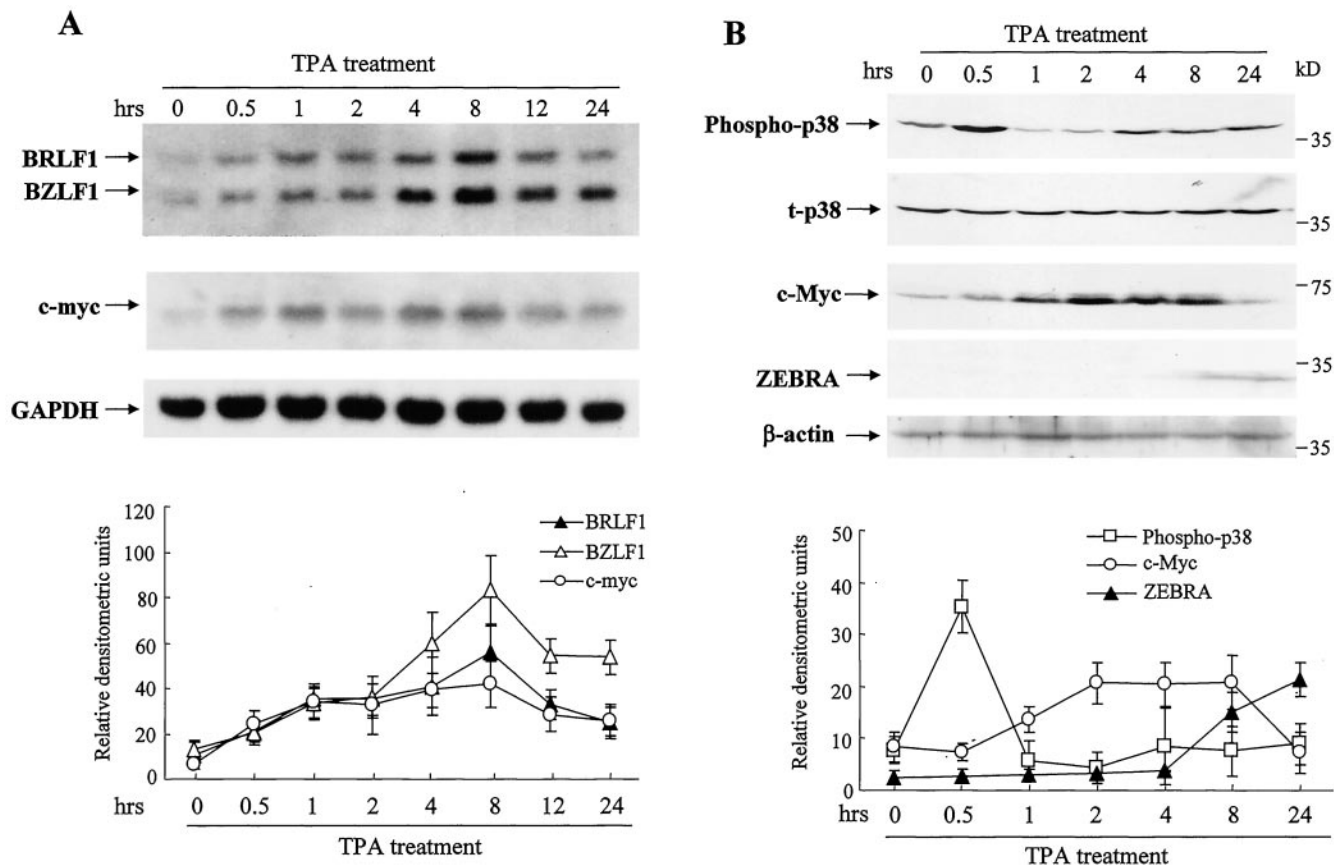 A
TPA treatment
hrs 0 0.5 1 2 4 8 12 24
BRLF1
BZLF1
c-myc
GAPDH
120
100
80
60
40
20
0
Relative densitometric units
BRLF1
BZLF1
c-myc
hrs 0 0.5 1 2 4 8 12 24
TPA treatment
B
TPA treatment
hrs 0 0.5 1 2 4 8 24 kD
Phospho-p38
35
t-p38
35
c-Myc
75
35
ZEBRA
β-actin
35
50
40
30
20
10
0
Relative densitometric units
Phospho-p38
c-Myc
ZEBRA
hrs 0 0.5 1 2 4 8 24
TPA treatment